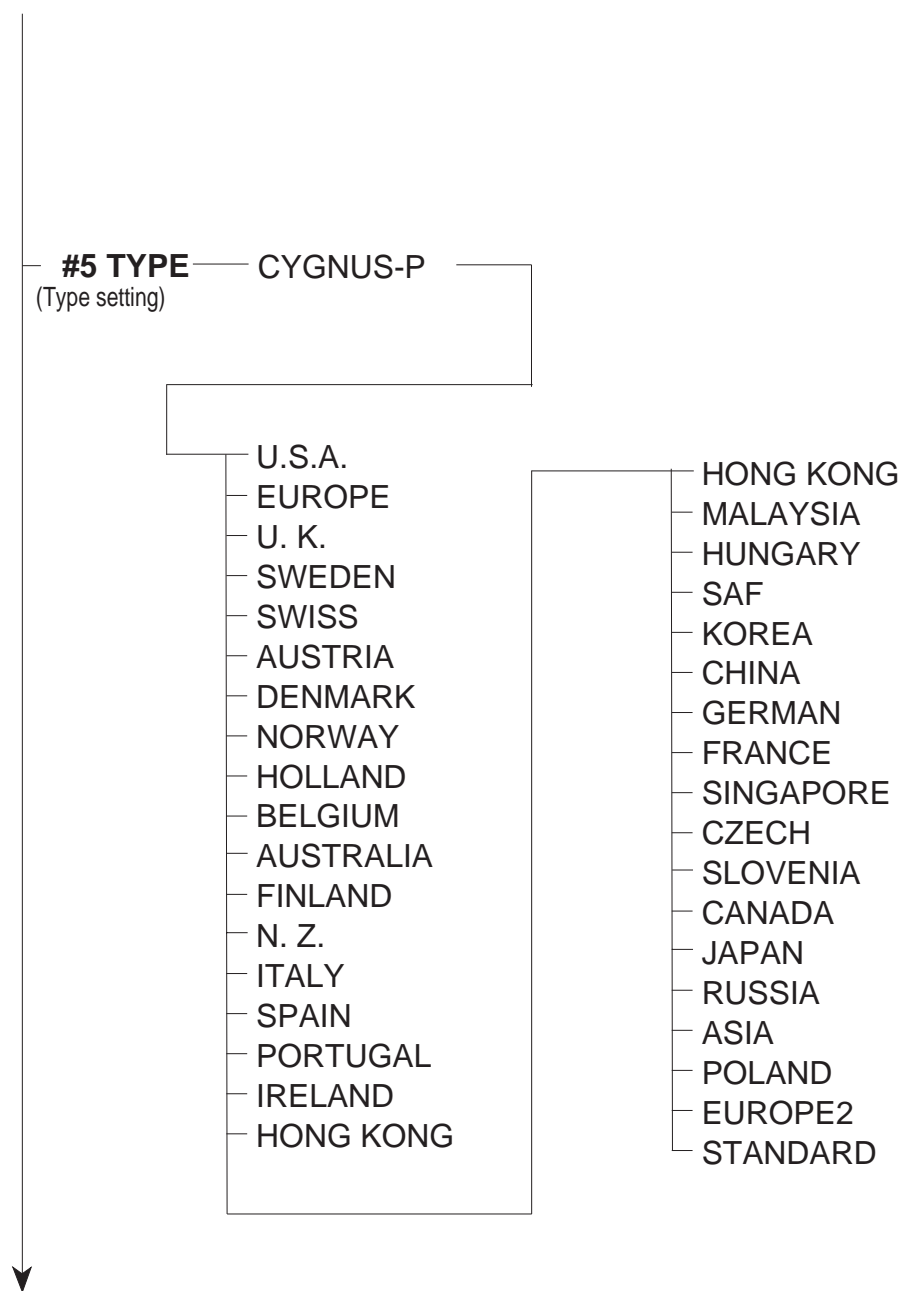 #5 TYPE CYGNUS-P
(Type setting)
U.S.A.
EUROPE
U. K.
SWEDEN
SWISS
AUSTRIA
DENMARK
NORWAY
HOLLAND
BELGIUM
AUSTRALIA
FINLAND
N. Z.
ITALY
SPAIN
PORTUGAL
IRELAND
HONG KONG
HONG KONG
MALAYSIA
HUNGARY
SAF
KOREA
CHINA
GERMAN
FRANCE
SINGAPORE
CZECH
SLOVENIA
CANADA
JAPAN
RUSSIA
ASIA
POLAND
EUROPE2
STANDARD